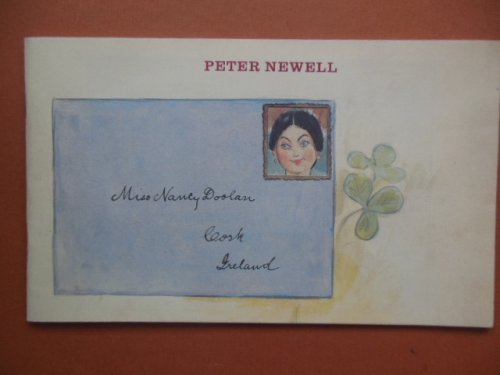 PETER NEWELL
Miss Nancy Doolan
Cork
Ireland